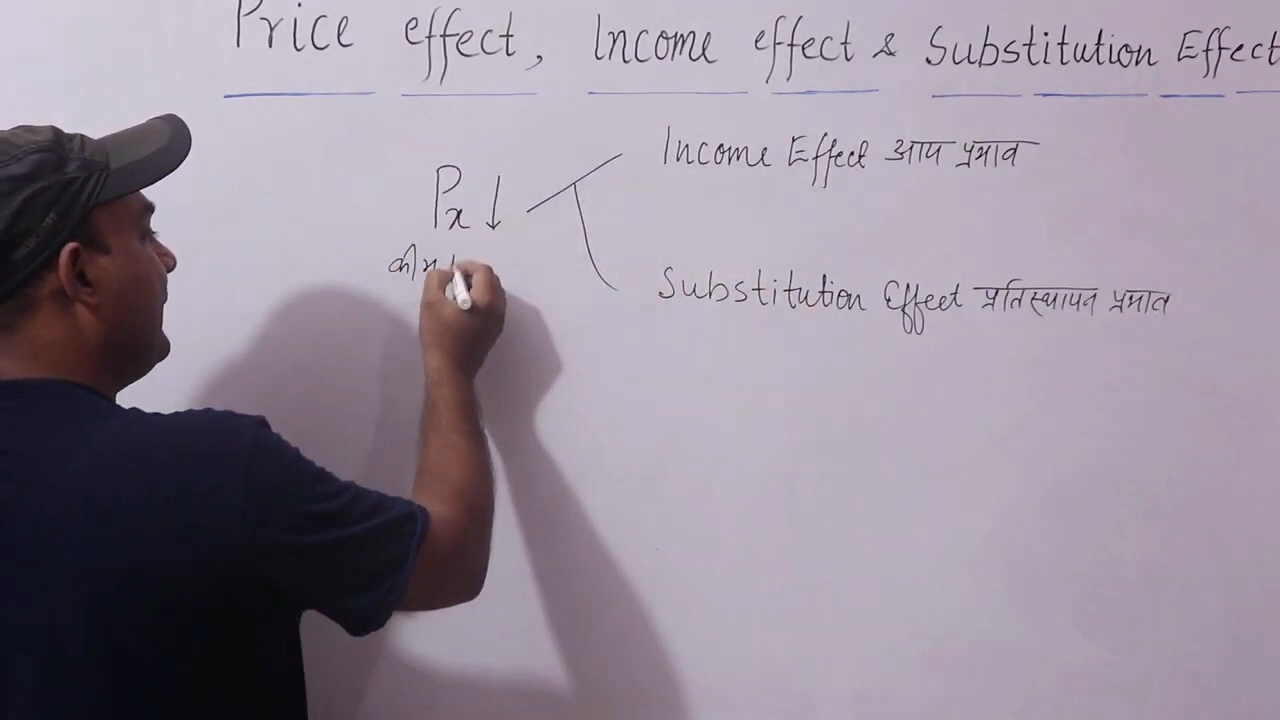 Price effect, Income effect & Substitution Effect
Income Effect आय प्रभाव
Px ↓
Substitution Effect प्रतिस्थापन प्रभाव